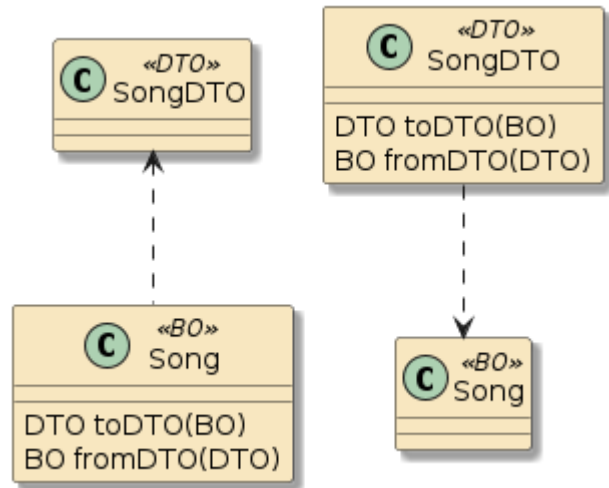 C «DTO»
SongDTO
C «DTO»
SongDTO
DTO toDTO(BO)
BO fromDTO(DTO)
C «BO»
Song
DTO toDTO(BO)
BO fromDTO(DTO)
C «BO»
Song